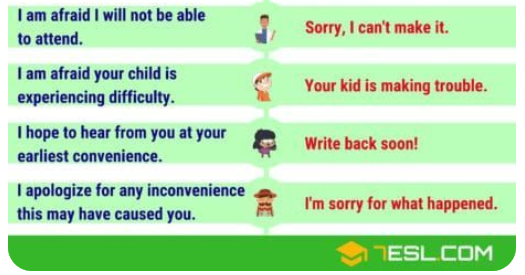 I am afraid I will not be able
to attend.
Sorry, I can't make it.
I am afraid your child is
experiencing difficulty.
Your kid is making trouble.
I hope to hear from you at your
earliest convenience.
Write back soon!
I apologize for any inconvenience
this may have caused you.
I'm sorry for what happened.
7ESL.COM